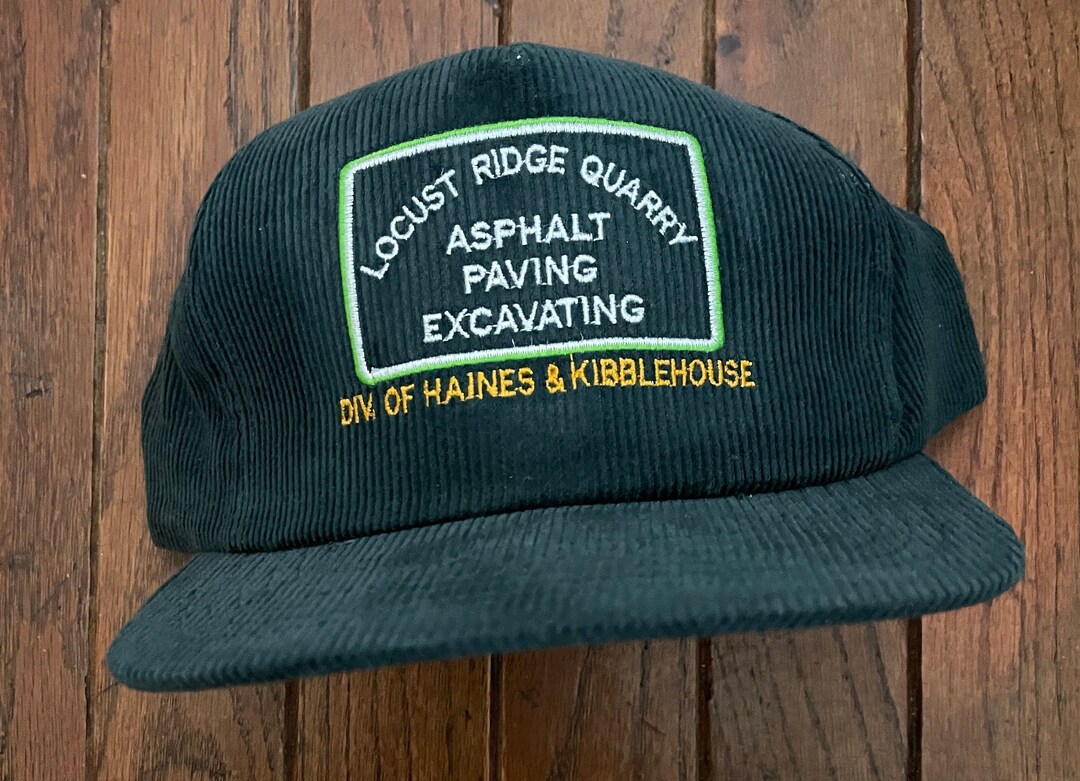 LOCUST RIDGE QUARRY
ASPHALT
PAVING
EXCAVATING
DIV. OF HAINES & KIBBLEHOUSE